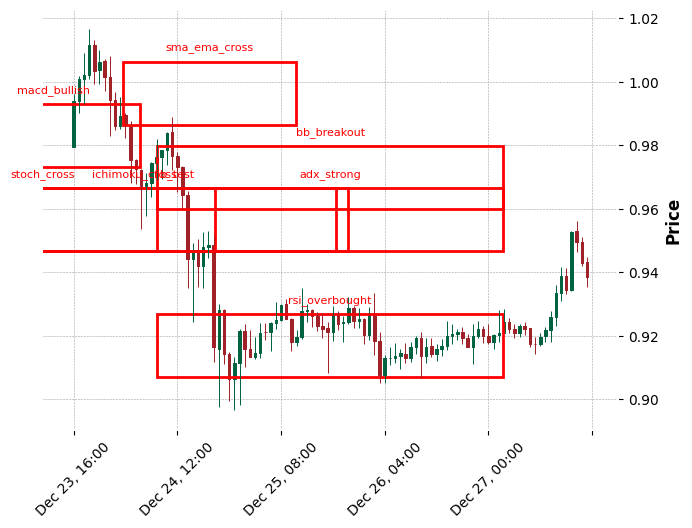 sma_ema_cross
macd_bullish
bb_breakout
stoch_cross
adx_strong
rsi_overbought
1.02
1.00
0.98
0.96
0.94
0.92
0.90
Price
Dec 23, 16:00
Dec 24, 12:00
Dec 25, 08:00
Dec 26, 04:00
Dec 27, 00:00